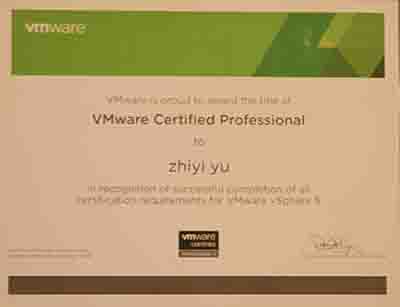 vmware
VMware is proud to award the title of
VMware Certified Professional
to
zhiyi yu
in recognition of successful completion of all
certification requirements for VMware vSphere 5
vmware
CERTIFIED
PROFESSIONAL